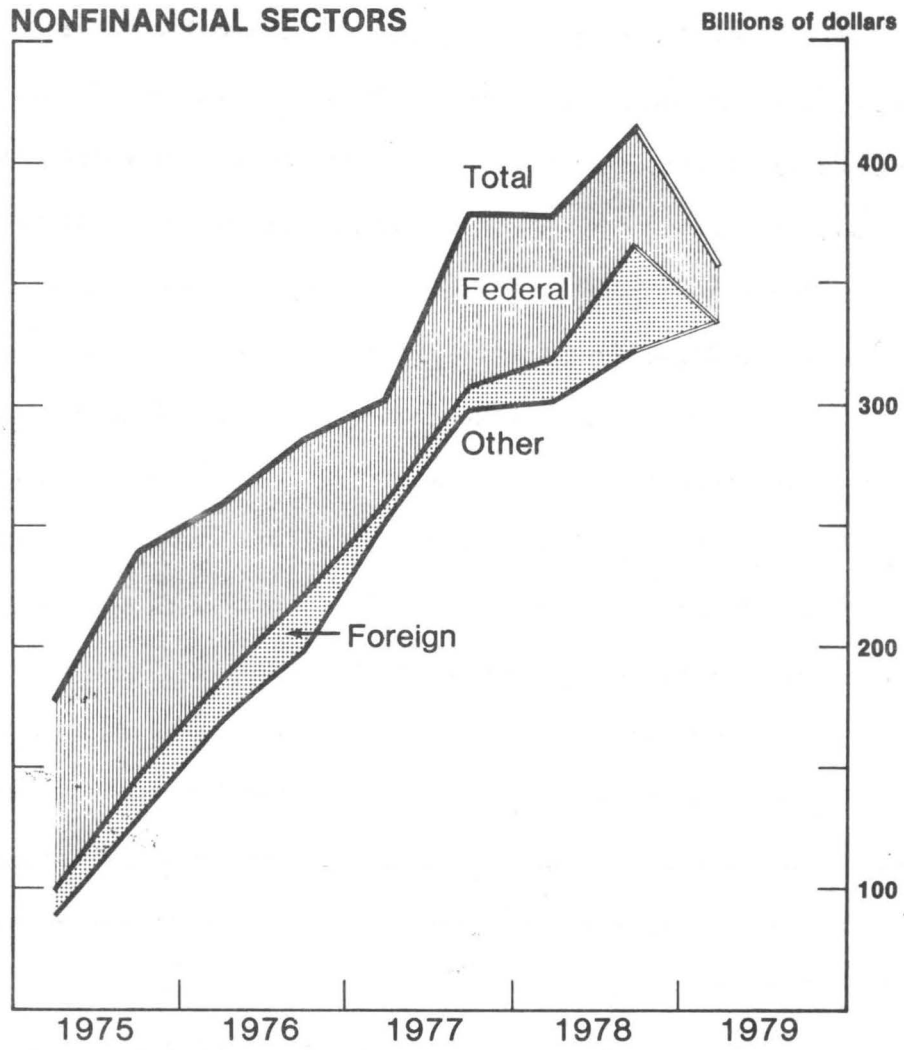 NONFINANCIAL SECTORS
Billions of dollars
Total
400
Federal
300
Other
Foreign
200
100
1975 1976 1977 1978 1979